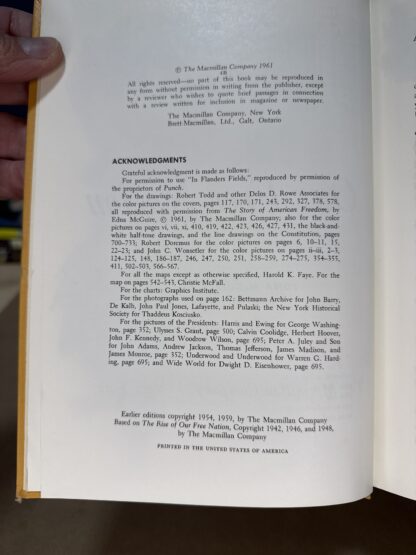 © The Macmillan Company 1961
4B
All rights reserved—no part of this book may be reproduced in
any form without permission in writing from the publisher, except
by a reviewer who wishes to quote brief passages in connection
with a review written for inclusion in magazine or newspaper.
The Macmillan Company, New York
Brett-Macmillan, Ltd., Galt, Ontario
ACKNOWLEDGMENTS
Grateful acknowledgment is made as follows:
For permission to use "In Flanders Fields," reproduced by permission of
the proprietors of Punch.
For the drawings: Robert Todd and other Delos D. Rowe Associates for
the color pictures on the covers, pages 117, 170, 171, 243, 292, 327, 378, 578,
all reproduced with permission from The Story of American Freedom, by
Edna McGuire, © 1961, by The Macmillan Company; also for the color
pictures on pages vi, vii, xi, 410, 419, 422, 423, 426, 427, 431, the black-and-
white half-tone drawings, and the line drawings on the Constitution, pages
700–733; Robert Doremus for the color pictures on pages 6, 10–11, 15,
22–23; and John C. Wonsetler for the color pictures on pages ii–iii, 2–3,
124–125, 148, 186–187, 246, 247, 250, 251, 258–259, 274–275, 354–355,
411, 502–503, 566–567.
For all the maps except as otherwise specified, Harold K. Faye. For the
map on pages 542–543, Christie McFall.
For the charts: Graphics Institute.
For the photographs used on page 162: Bettmann Archive for John Barry,
De Kalb, John Paul Jones, Lafayette, and Pulaski; the New York Historical
Society for Thaddeus Kosciusko.
For the pictures of the Presidents: Harris and Ewing for George Washing-
ton, page 352; Ulysses S. Grant, page 500; Calvin Coolidge, Herbert Hoover,
John F. Kennedy, and Woodrow Wilson, page 695; Peter A. Juley and Son
for John Adams, Andrew Jackson, Thomas Jefferson, James Madison, and
James Monroe, page 352; Underwood and Underwood for Warren G. Hard-
ing, page 695; and Wide World for Dwight D. Eisenhower, page 695.
Earlier editions copyright 1954, 1959, by The Macmillan Company
Based on The Rise of Our Free Nation, Copyright 1942, 1946, and 1948,
by The Macmillan Company
PRINTED IN THE UNITED STATES OF AMERICA